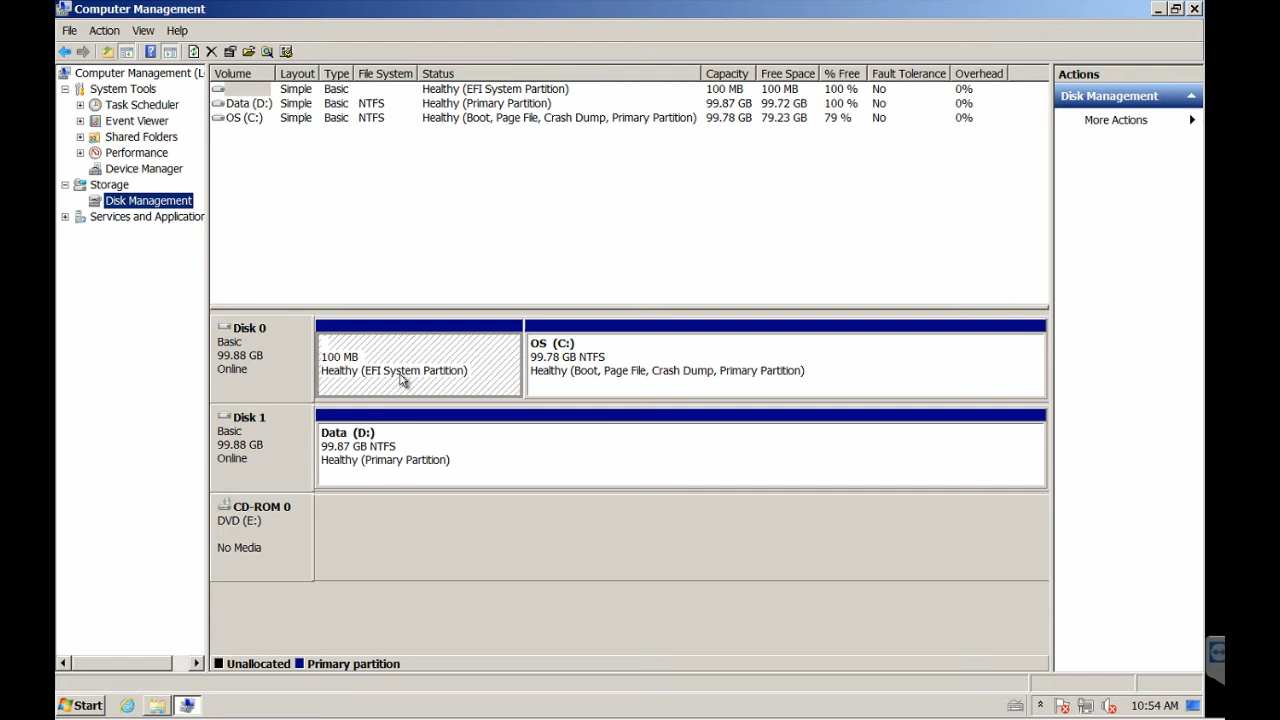 Computer Management
File Action View Help
Computer Management (L
System Tools
Task Scheduler
Event Viewer
Shared Folders
Performance
Device Manager
Storage
Disk Management
Services and Application
Volume Layout Type File System Status Capacity Free Space % Free Fault Tolerance Overhead
Simple Basic Healthy (EFI System Partition) 100 MB 100 MB 100 % No 0%
Data (D:) Simple Basic NTFS Healthy (Primary Partition) 99.87 GB 99.72 GB 100 % No 0%
OS (C:) Simple Basic NTFS Healthy (Boot, Page File, Crash Dump, Primary Partition) 99.78 GB 79.23 GB 79 % No 0%
Disk 0
Basic
99.88 GB
Online
100 MB
Healthy (EFI System Partition)
OS (C:)
99.78 GB NTFS
Healthy (Boot, Page File, Crash Dump, Primary Partition)
Disk 1
Basic
99.88 GB
Online
Data (D:)
99.87 GB NTFS
Healthy (Primary Partition)
CD-ROM 0
DVD (E:)
No Media
Unallocated Primary partition
Actions
Disk Management
More Actions
Start
10:54 AM